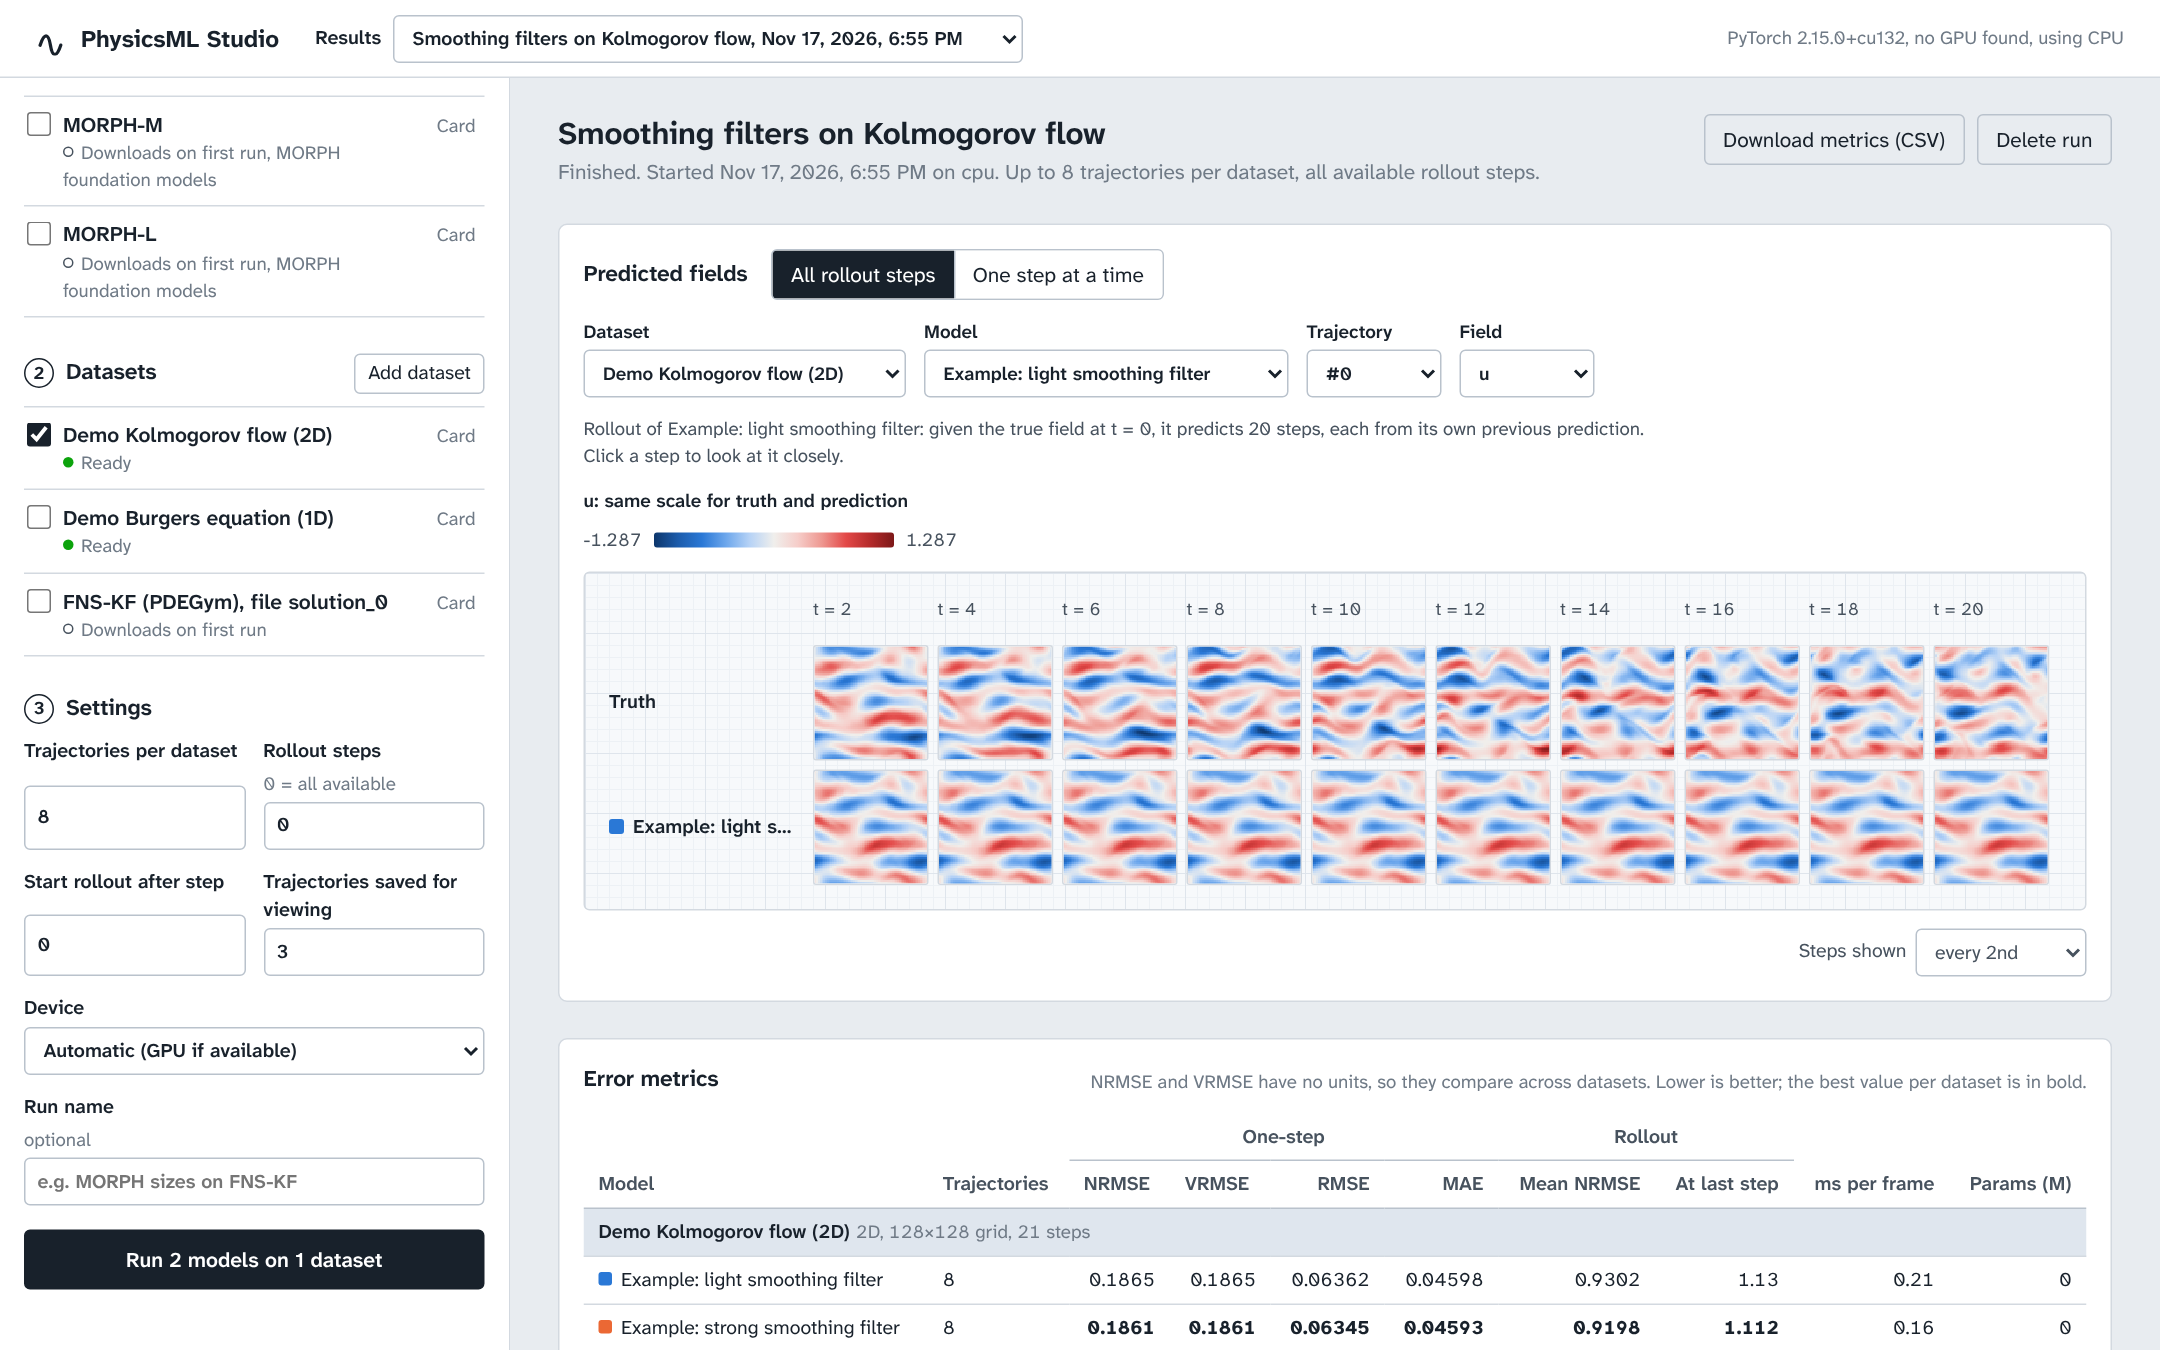 PhysicsML Studio
Results
Smoothing filters on Kolmogorov flow, Nov 17, 2026, 6:55 PM
PyTorch 2.15.0+cu132, no GPU found, using CPU
MORPH-M
Card
Downloads on first run, MORPH
foundation models
MORPH-L
Card
Downloads on first run, MORPH
foundation models
2 Datasets
Add dataset
Demo Kolmogorov flow (2D)
Card
Ready
Demo Burgers equation (1D)
Card
Ready
FNS-KF (PDEGym), file solution_0
Card
Downloads on first run
3 Settings
Trajectories per dataset
8
Rollout steps
0 = all available
0
Start rollout after step
0
Trajectories saved for
viewing
3
Device
Automatic (GPU if available)
Run name
optional
e.g. MORPH sizes on FNS-KF
Run 2 models on 1 dataset
Smoothing filters on Kolmogorov flow
Finished. Started Nov 17, 2026, 6:55 PM on cpu. Up to 8 trajectories per dataset, all available rollout steps.
Download metrics (CSV)
Delete run
Predicted fields
All rollout steps
One step at a time
Dataset
Demo Kolmogorov flow (2D)
Model
Example: light smoothing filter
Trajectory
#0
Field
u
Rollout of Example: light smoothing filter: given the true field at t = 0, it predicts 20 steps, each from its own previous prediction.
Click a step to look at it closely.
u: same scale for truth and prediction
-1.287
1.287
t = 2 t = 4 t = 6 t = 8 t = 10 t = 12 t = 14 t = 16 t = 18 t = 20
Truth
Example: light s...
Steps shown
every 2nd
Error metrics
NRMSE and VRMSE have no units, so they compare across datasets. Lower is better; the best value per dataset is in bold.
One-step Rollout
Model Trajectories NRMSE VRMSE RMSE MAE Mean NRMSE At last step ms per frame Params (M)
Demo Kolmogorov flow (2D) 2D, 128×128 grid, 21 steps
Example: light smoothing filter 8 0.1865 0.1865 0.06362 0.04598 0.9302 1.13 0.21 0
Example: strong smoothing filter 8 0.1861 0.1861 0.06345 0.04593 0.9198 1.112 0.16 0